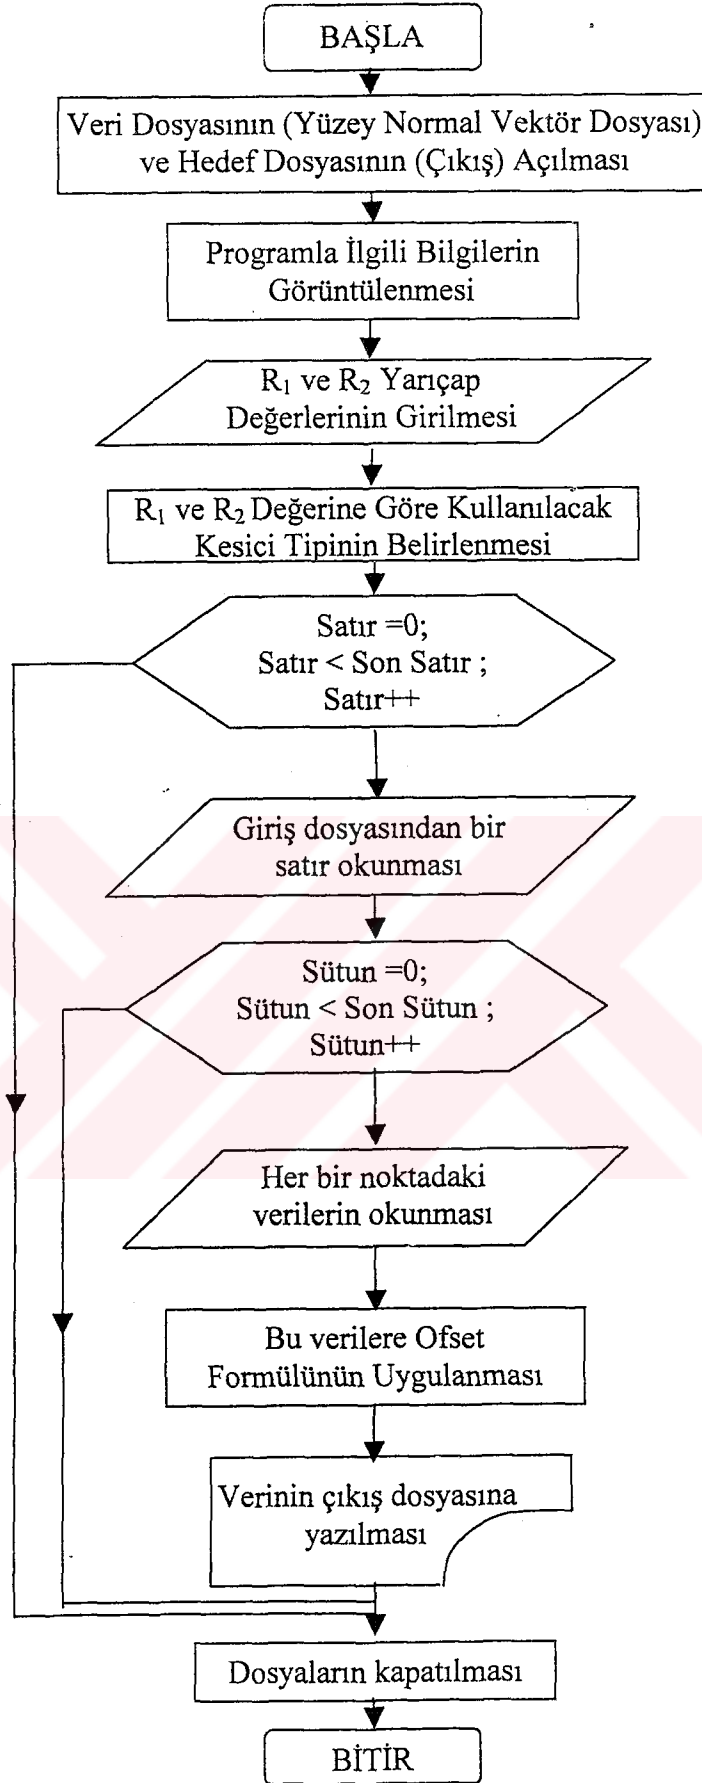 BAŞLA
Veri Dosyasının (Yüzey Normal Vektör Dosyası)
ve Hedef Dosyasının (Çıkış) Açılması
Programla İlgili Bilgilerin
Görüntülenmesi
R₁ ve R₂ Yarıçap
Değerlerinin Girilmesi
R₁ ve R₂ Değerine Göre Kullanılacak
Kesici Tipinin Belirlenmesi
Satır =0;
Satır < Son Satır ;
Satır++
Giriş dosyasından bir
satır okunması
Sütun =0;
Sütun < Son Sütun ;
Sütun++
Her bir noktadaki
verilerin okunması
Bu verilere Ofset
Formülünün Uygulanması
Verinin çıkış dosyasına
yazılması
Dosyaların kapatılması
BİTİR